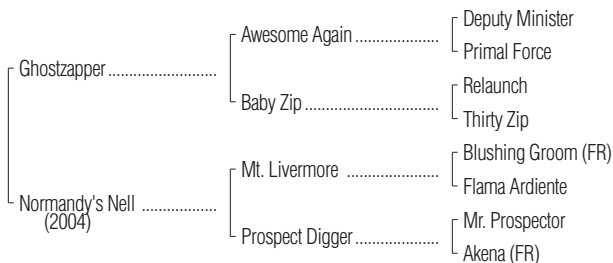 Deputy Minister
Awesome Again ....................
Primal Force
Ghostzapper .........................
Relaunch
Baby Zip ................................
Thirty Zip
Blushing Groom (FR)
Mt. Livermore .......................
Flama Ardiente
Normandy's Nell .................
(2004)
Mr. Prospector
Prospect Digger ....................
Akena (FR)